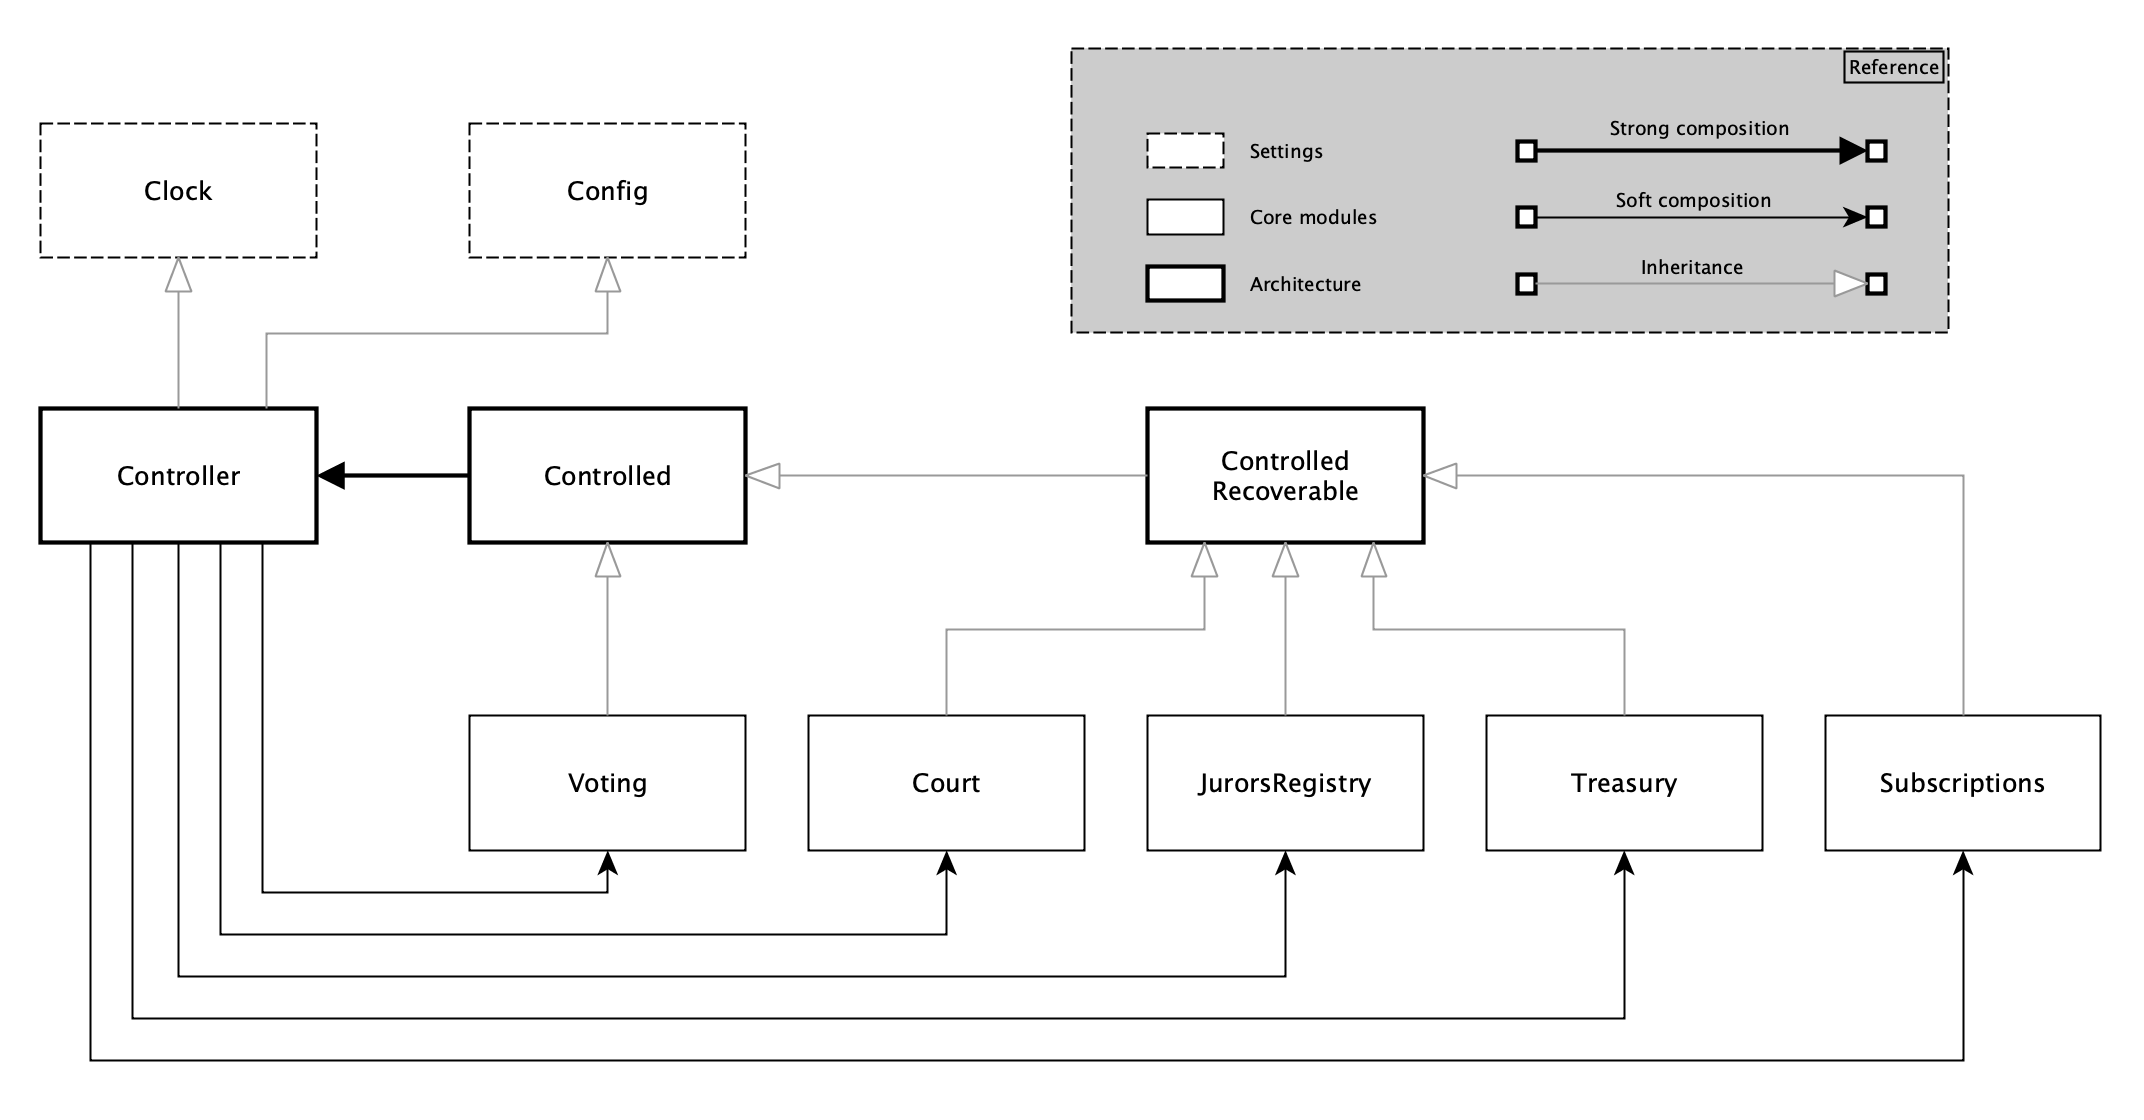 Reference
Strong composition
Settings
Soft composition
Core modules
Inheritance
Architecture
Clock
Config
Controller
Controlled
Controlled
Recoverable
Voting
Court
JurorsRegistry
Treasury
Subscriptions